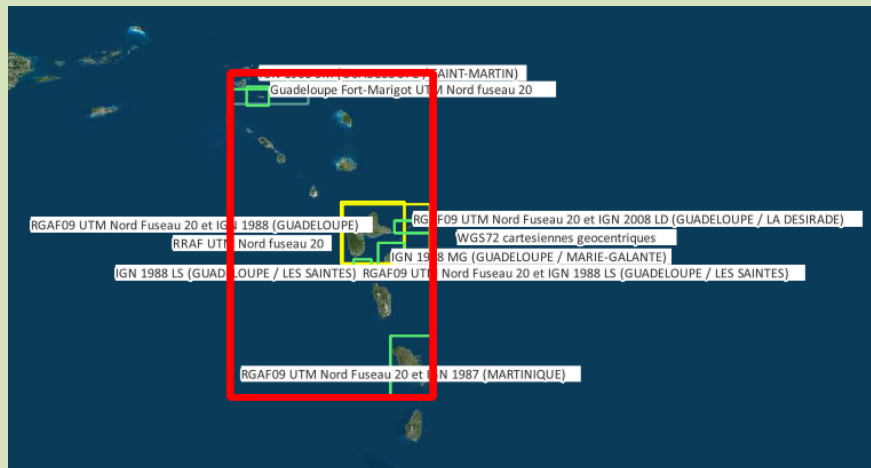 (GUADELOUPE / SAINT-MARTIN)
Guadeloupe Fort-Marigot UTM Nord fuseau 20
RGAF09 UTM Nord Fuseau 20 et IGN 1988 (GUADELOUPE)
RGAF09 UTM Nord Fuseau 20 et IGN 2008 LD (GUADELOUPE / LA DESIRADE)
RRAF UTM Nord fuseau 20
WGS72 cartesiennes geocentriques
IGN 1988 MG (GUADELOUPE / MARIE-GALANTE)
IGN 1988 LS (GUADELOUPE / LES SAINTES)
RGAF09 UTM Nord Fuseau 20 et IGN 1988 LS (GUADELOUPE / LES SAINTES)
RGAF09 UTM Nord Fuseau 20 et IGN 1987 (MARTINIQUE)